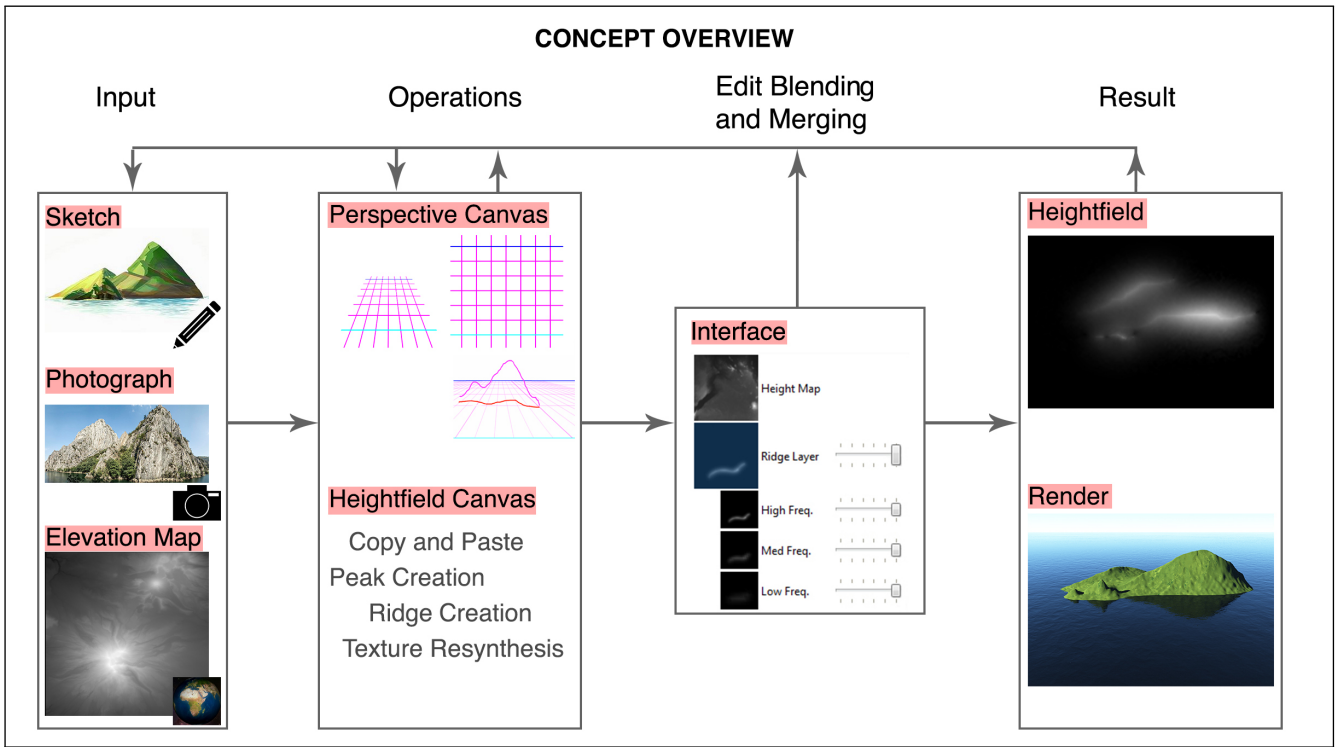 CONCEPT OVERVIEW
Input
Operations
Edit Blending
and Merging
Result
Sketch
Photograph
Elevation Map
Perspective Canvas
Heightfield Canvas
Copy and Paste
Peak Creation
Ridge Creation
Texture Resynthesis
Interface
Height Map
Ridge Layer
High Freq.
Med Freq.
Low Freq.
Heightfield
Render